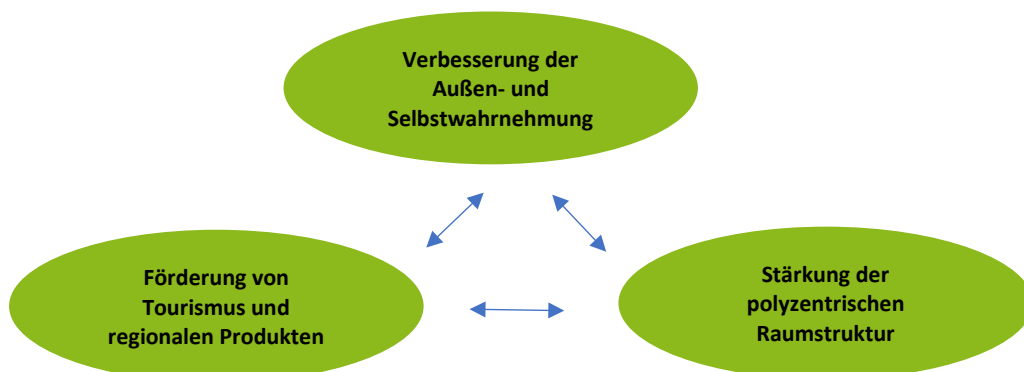 Verbesserung der
Außen- und
Selbstwahrnehmung
Förderung von
Tourismus und
regionalen Produkten
Stärkung der
polyzentrischen
Raumstruktur